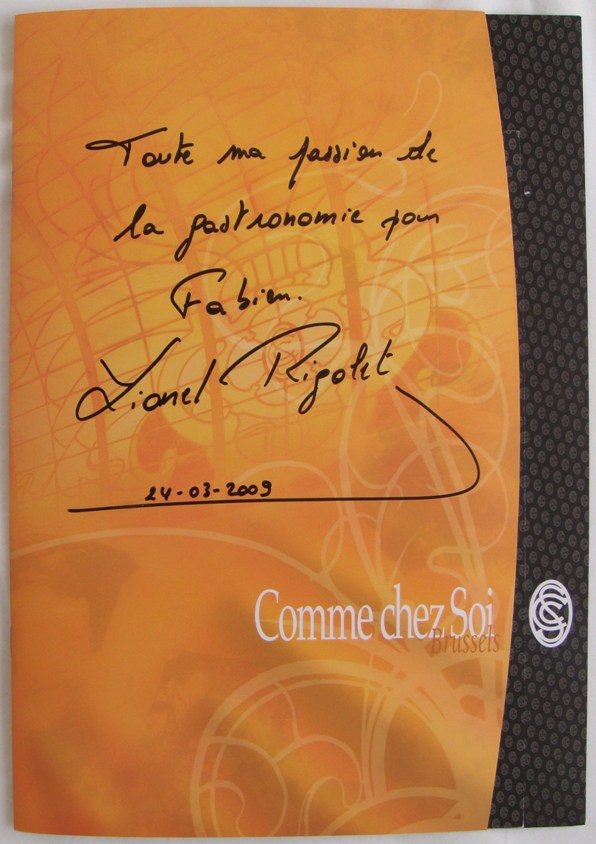 Toute ma passion de
la gastronomie pour
Fabien.
Lionel Rigolet
24-03-2009
Comme chez Soi
Brussels